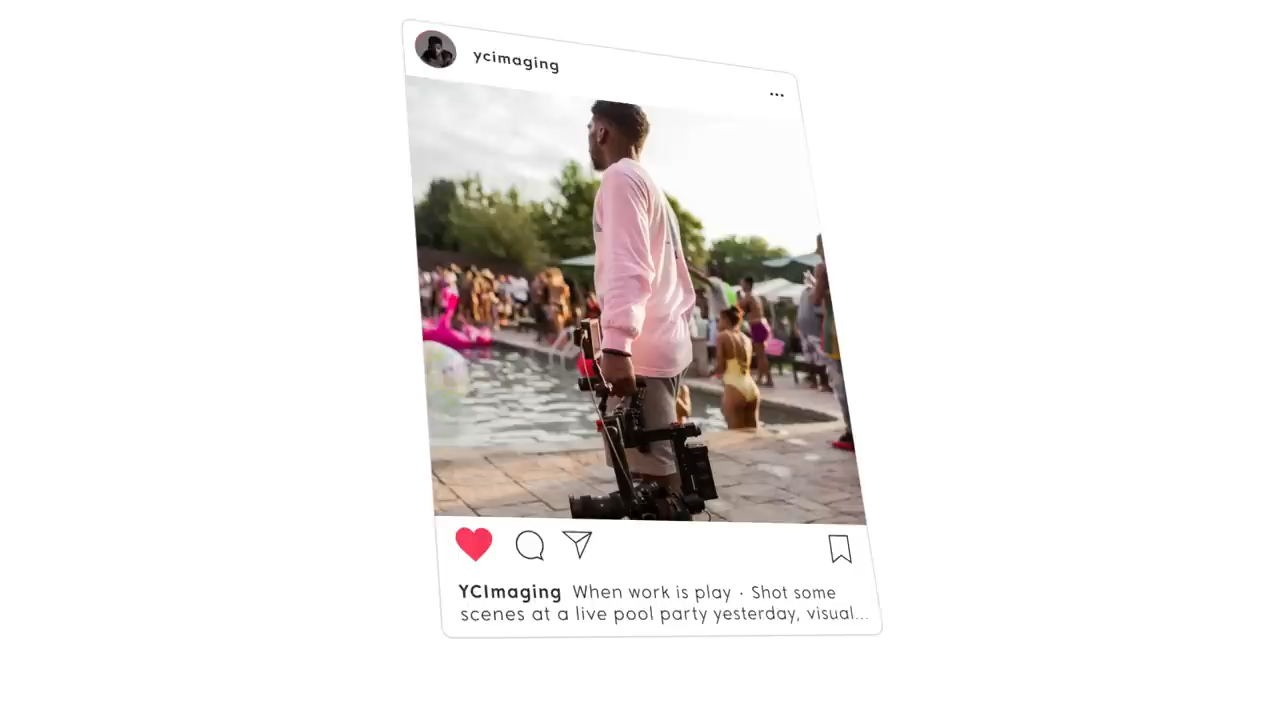 ycimaging
YCImaging When work is play · Shot some
scenes at a live pool party yesterday, visual...